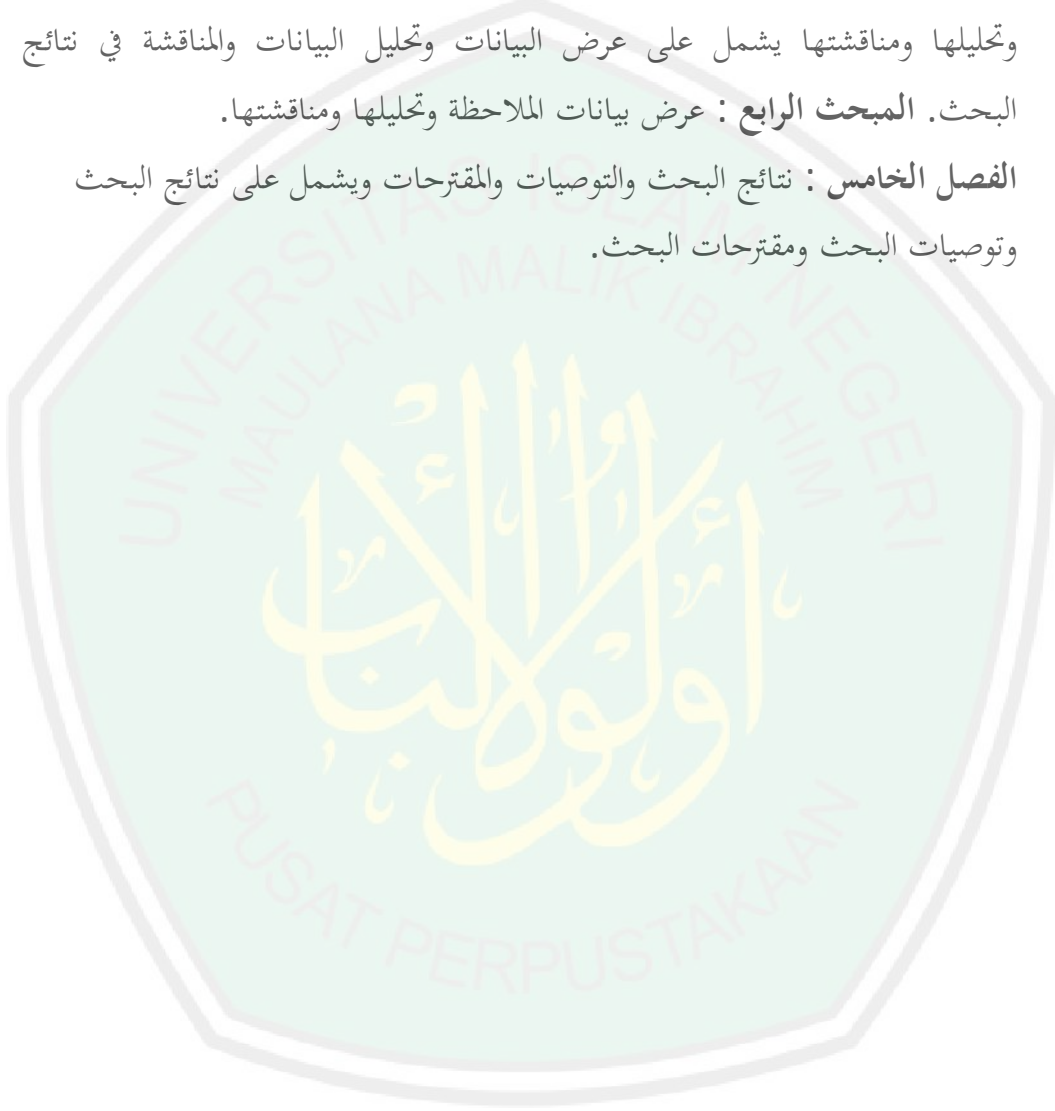 وتحليلها ومناقشتها يشمل على عرض البيانات وتحليل البيانات والمناقشة في نتائج
البحث. المبحث الرابع : عرض بيانات الملاحظة وتحليلها ومناقشتها.
الفصل الخامس : نتائج البحث والتوصيات والمقترحات ويشمل على نتائج البحث
وتوصيات البحث ومقترحات البحث.
UNIVERSITAS ISLAM NEGERI
MAULANA MALIK IBRAHIM
أولوا الألباب
PUSAT PERPUSTAKAAN